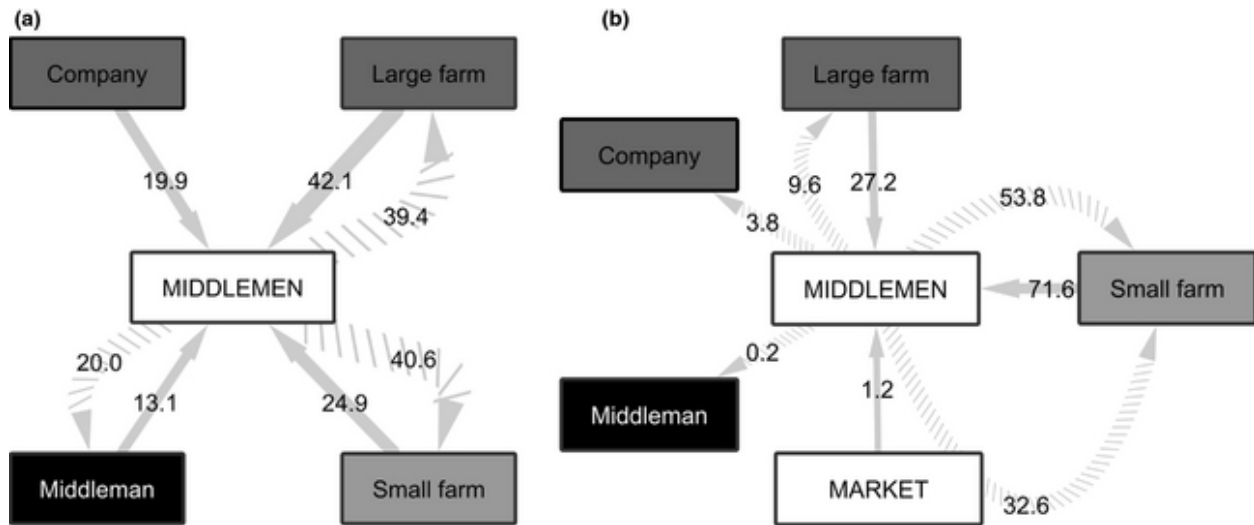 (a)
Company
Large farm
19.9
42.1
39.4
MIDDLEMEN
20.0
13.1
24.9
40.6
Middleman
Small farm
(b)
Large farm
Company
9.6
27.2
53.8
3.8
MIDDLEMEN
71.6
Small farm
0.2
1.2
Middleman
MARKET
32.6